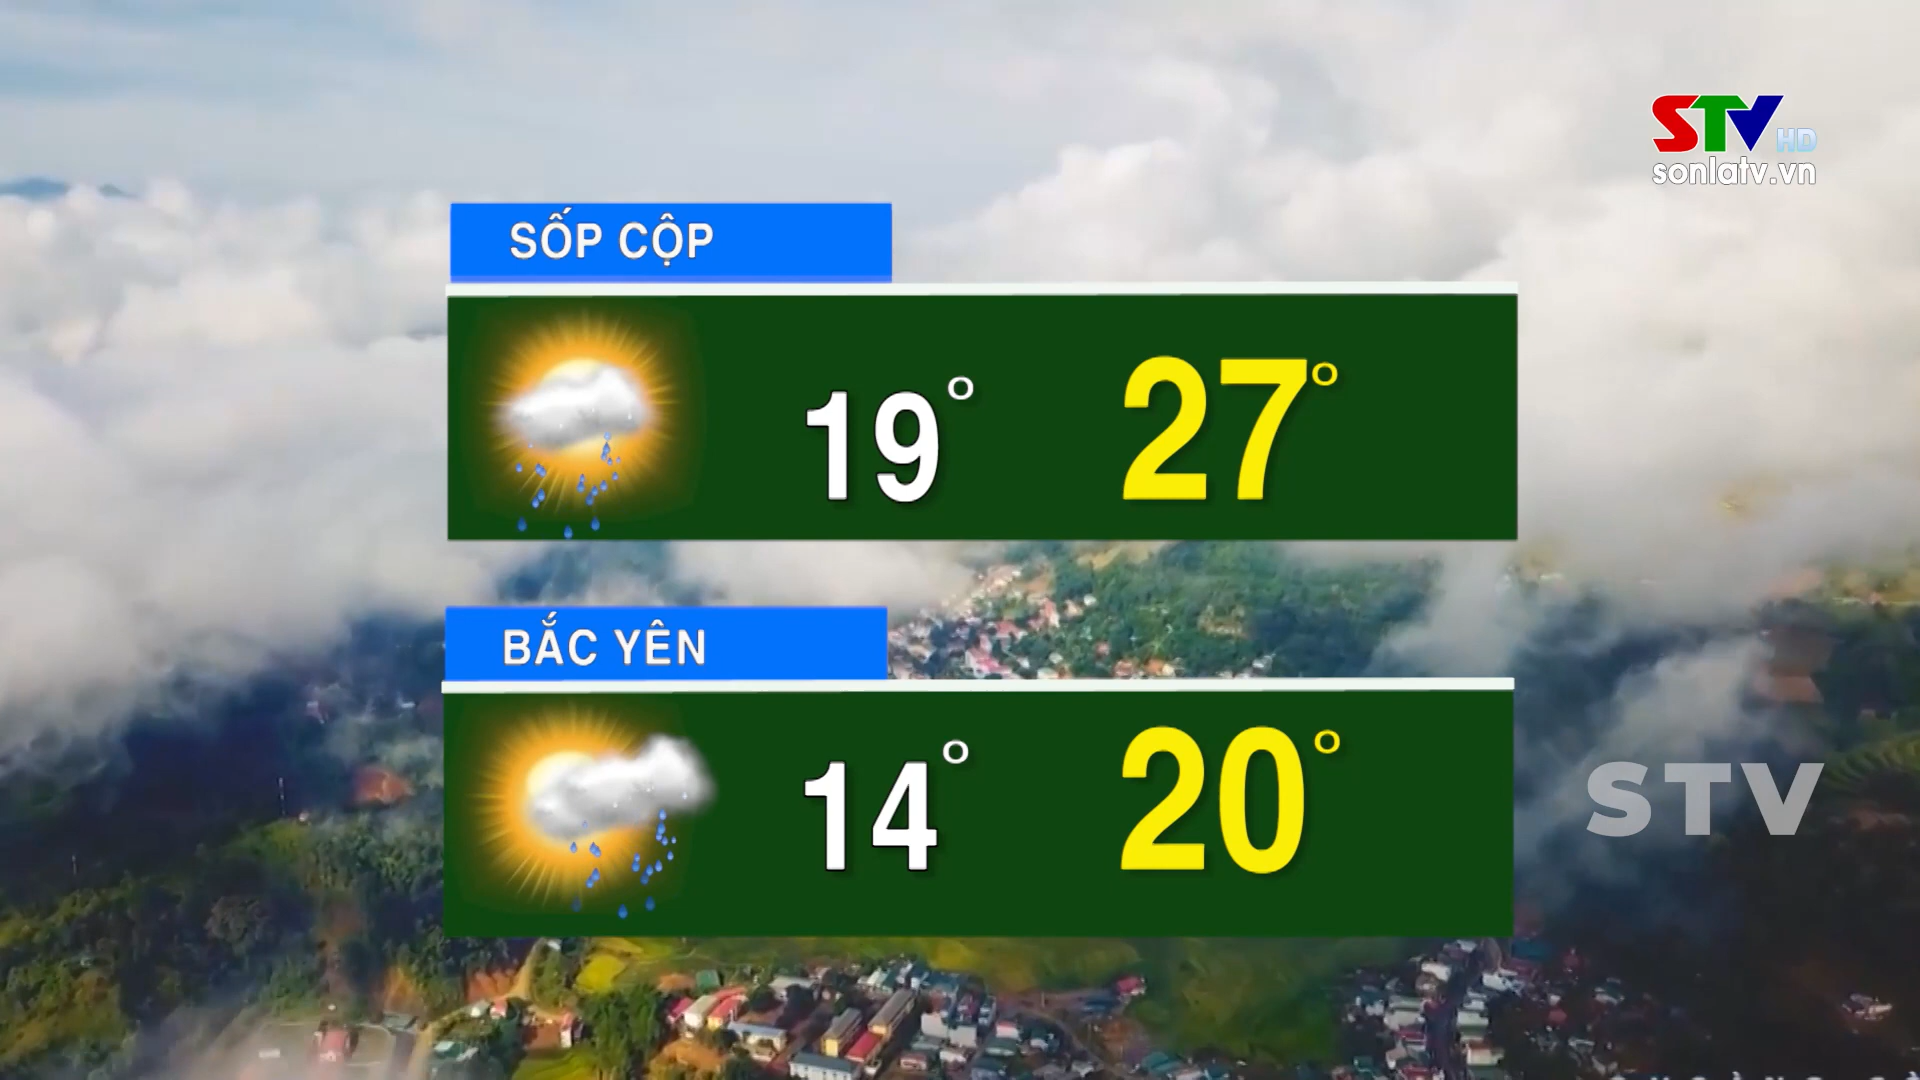 STV HD
sonlatv.vn
SỐP CỘP
19° 27°
BẮC YÊN
14° 20°
STV